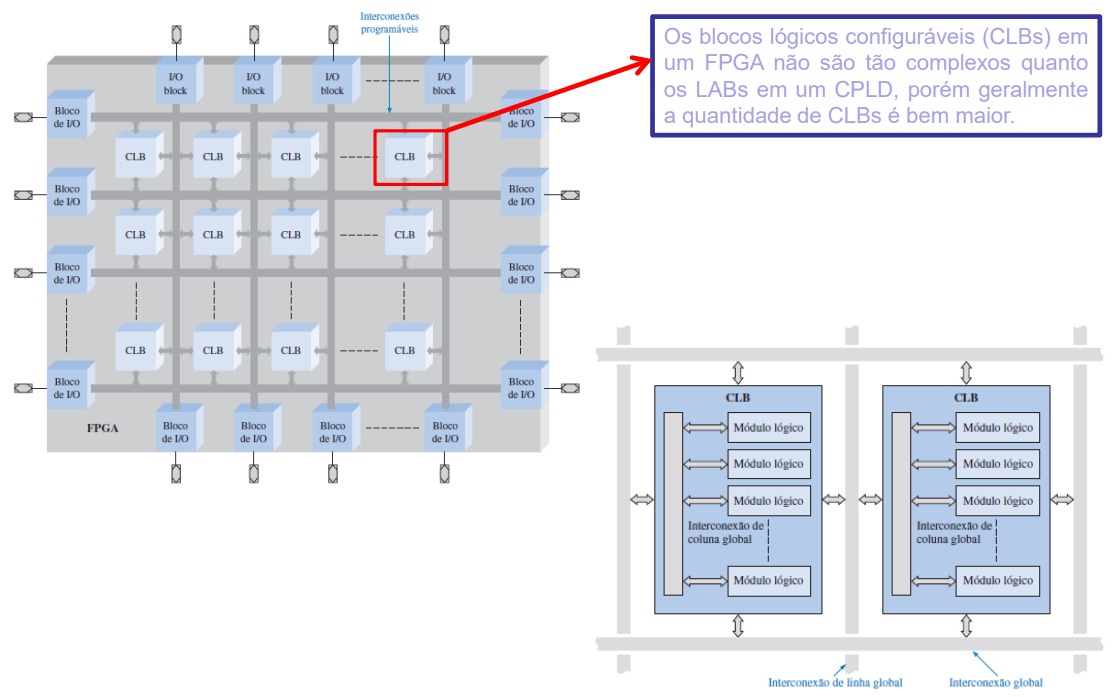 Interconexões
programáveis
I/O
block
I/O
block
I/O
block
I/O
block
Bloco
de I/O
Bloco
de I/O
CLB
CLB
CLB
CLB
Bloco
de I/O
Bloco
de I/O
CLB
CLB
CLB
CLB
Bloco
de I/O
Bloco
de I/O
CLB
CLB
CLB
CLB
Bloco
de I/O
Bloco
de I/O
FPGA
Bloco
de I/O
Bloco
de I/O
Bloco
de I/O
Bloco
de I/O
Os blocos lógicos configuráveis (CLBs) em
um FPGA não são tão complexos quanto
os LABs em um CPLD, porém geralmente
a quantidade de CLBs é bem maior.
CLB
Módulo lógico
Módulo lógico
Módulo lógico
Interconexão de
coluna global
Módulo lógico
CLB
Módulo lógico
Módulo lógico
Módulo lógico
Interconexão de
coluna global
Módulo lógico
Interconexão de linha global
Interconexão global